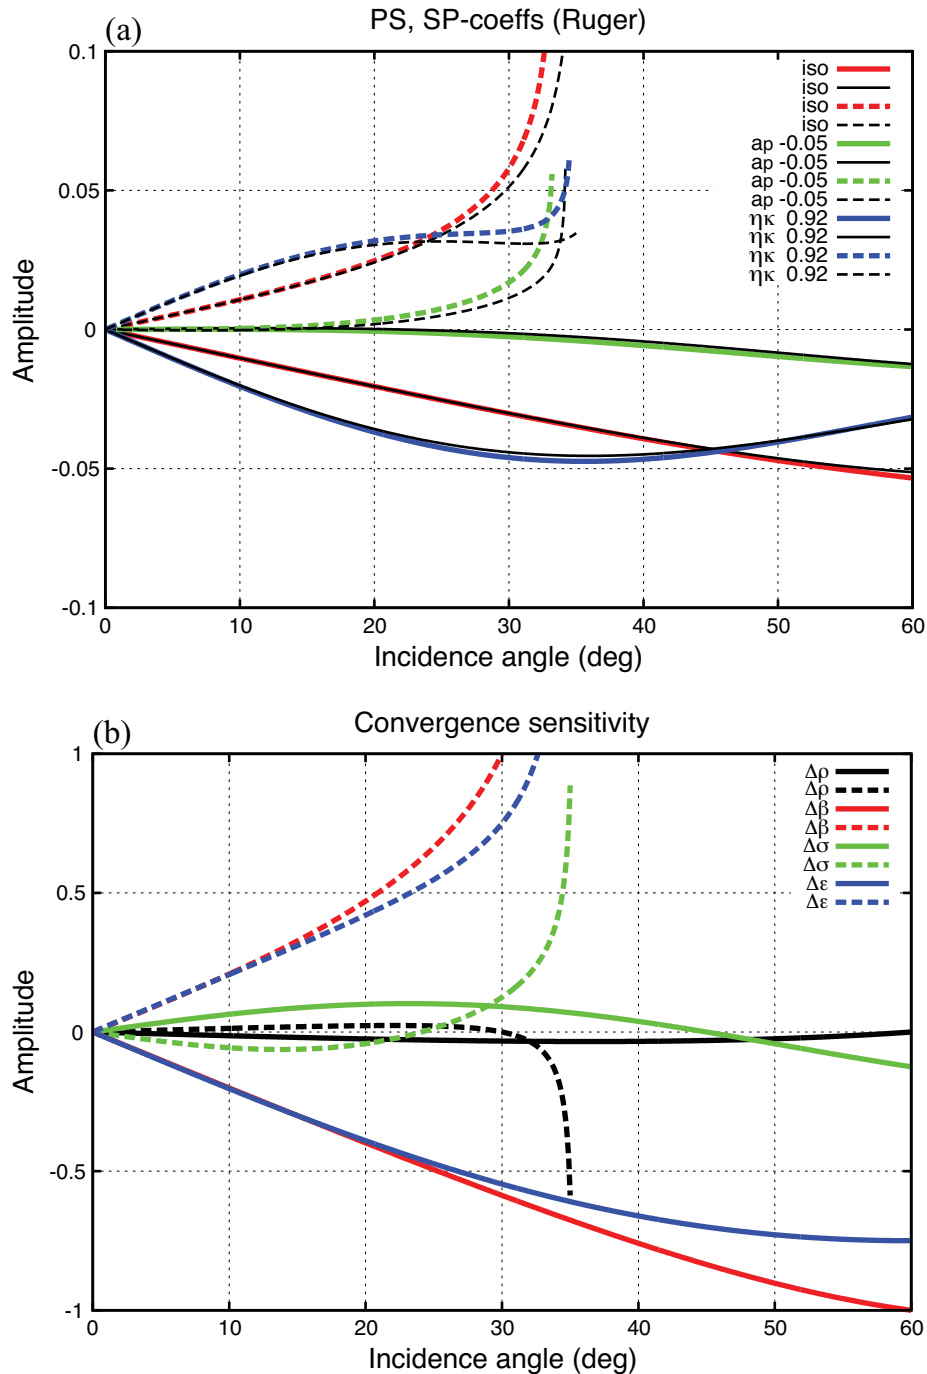 (a)
PS, SP-coeffs (Ruger)
0.1
0.05
0
-0.05
-0.1
Amplitude
iso
iso
iso
iso
ap -0.05
ap -0.05
ap -0.05
ap -0.05
ηκ 0.92
ηκ 0.92
ηκ 0.92
ηκ 0.92
0 10 20 30 40 50 60
Incidence angle (deg)
(b)
Convergence sensitivity
1
0.5
0
-0.5
-1
Amplitude
Δρ
Δρ
Δβ
Δβ
Δσ
Δσ
Δε
Δε
0 10 20 30 40 50 60
Incidence angle (deg)